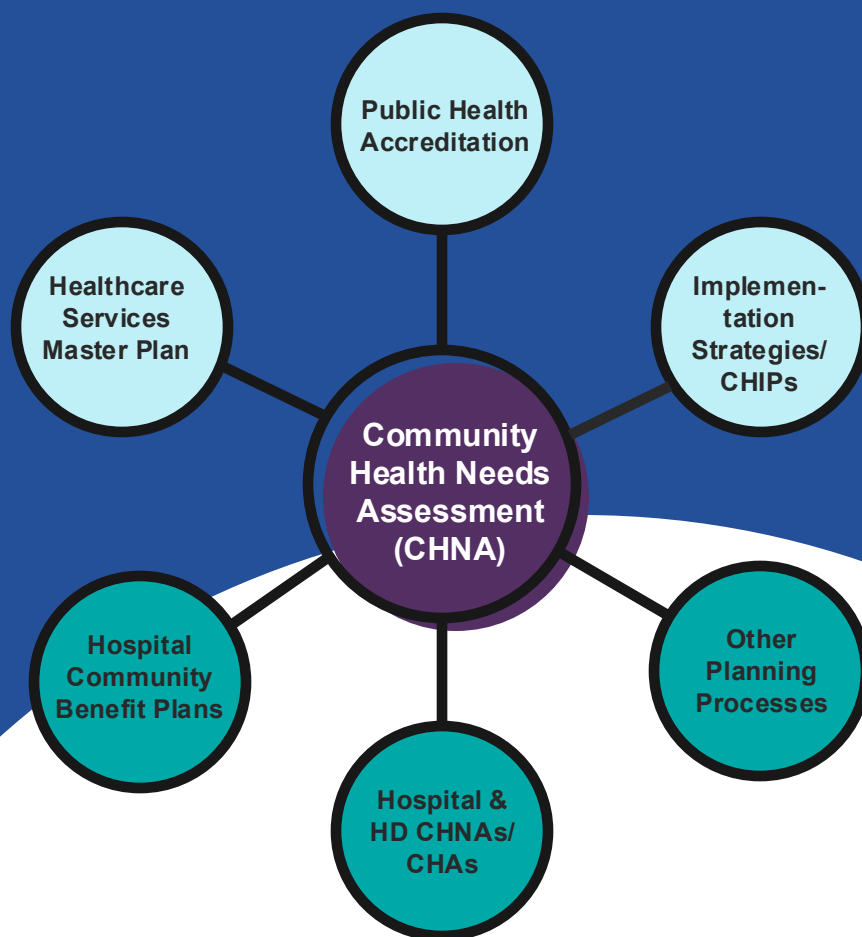 Public Health
Accreditation
Healthcare
Services
Master Plan
Implemen-
tation
Strategies/
CHIPs
Community
Health Needs
Assessment
(CHNA)
Hospital
Community
Benefit Plans
Other
Planning
Processes
Hospital &
HD CHNAs/
CHAs